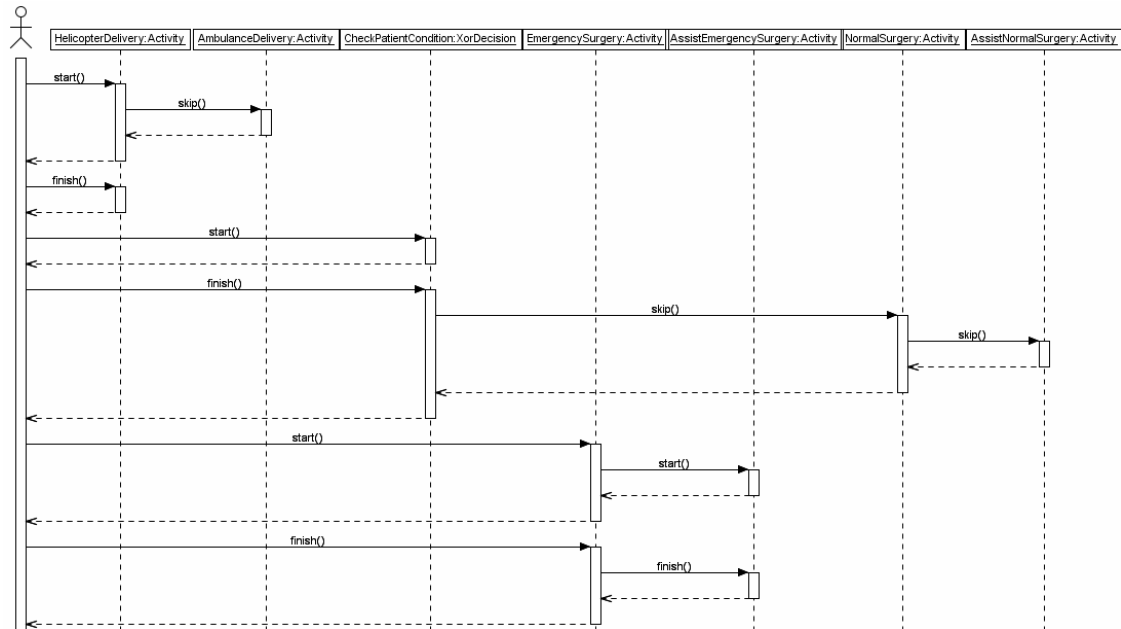 HelicopterDelivery:Activity
AmbulanceDelivery:Activity
CheckPatientCondition:XorDecision
EmergencySurgery:Activity
AssistEmergencySurgery:Activity
NormalSurgery:Activity
AssistNormalSurgery:Activity
start()
skip()
finish()
start()
finish()
skip()
skip()
start()
start()
finish()
finish()